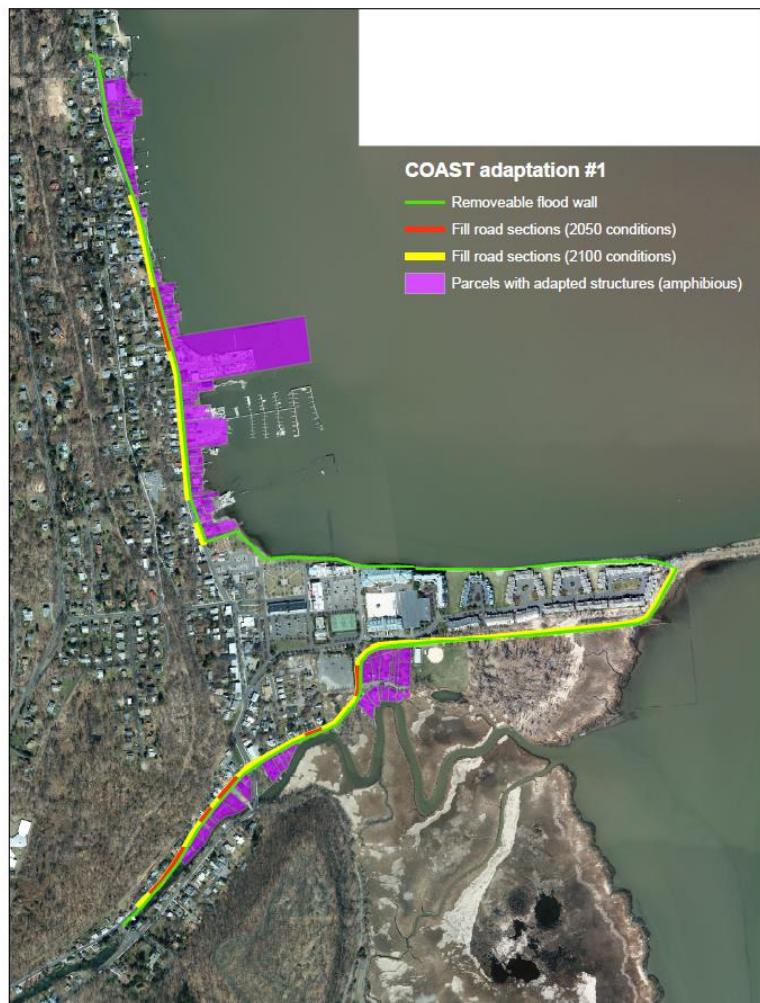 COAST adaptation #1
Removeable flood wall
Fill road sections (2050 conditions)
Fill road sections (2100 conditions)
Parcels with adapted structures (amphibious)